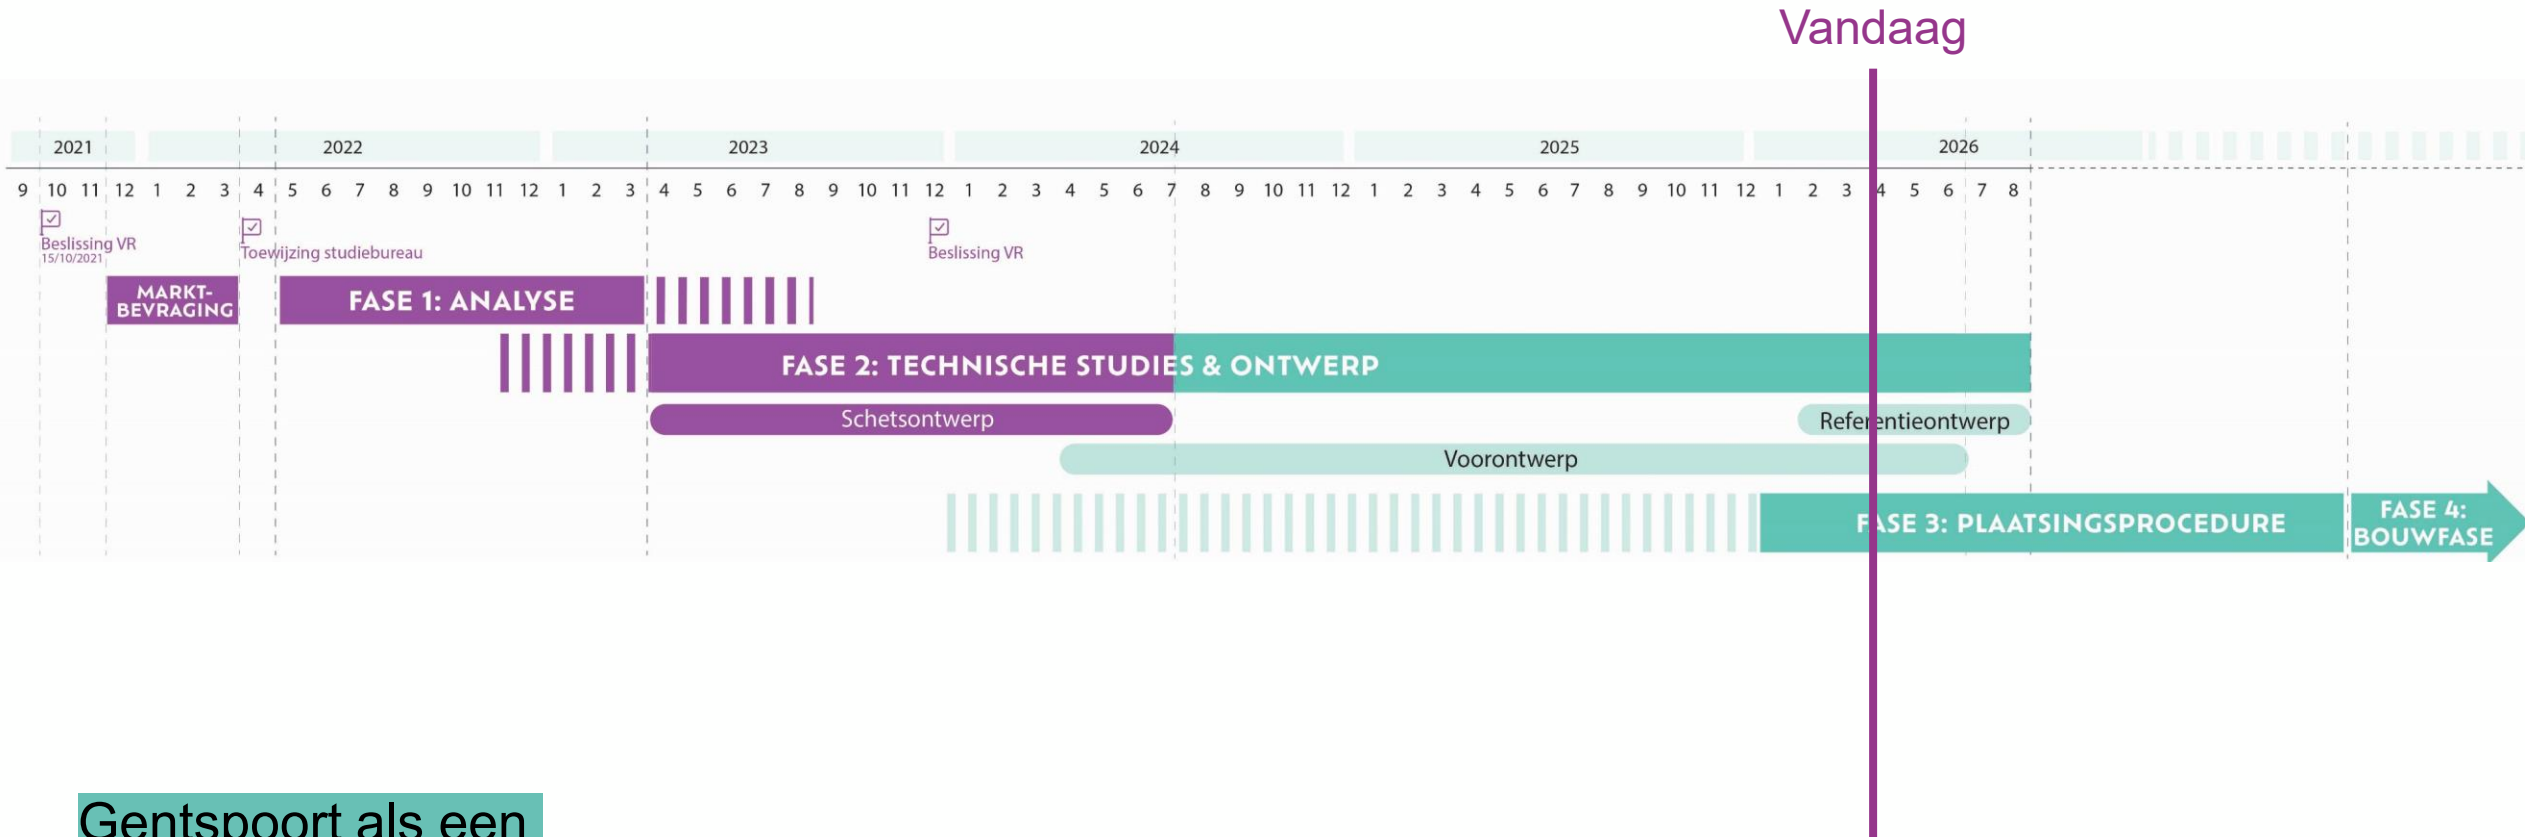 Vandaag
2021 2022 2023 2024 2025 2026
9 10 11 12 1 2 3 4 5 6 7 8 9 10 11 12 1 2 3 4 5 6 7 8 9 10 11 12 1 2 3 4 5 6 7 8 9 10 11 12 1 2 3 4 5 6 7 8 9 10 11 12 1 2 3 4 5 6 7 8
Beslissing VR
15/10/2021
Toewijzing studiebureau
Beslissing VR
MARKT-
BEVRAGING
FASE 1: ANALYSE
FASE 2: TECHNISCHE STUDIES & ONTWERP
Schetsontwerp
Referentieontwerp
Voorontwerp
FASE 3: PLAATSINGSPROCEDURE
FASE 4:
BOUWFASE
Gentspoort als een